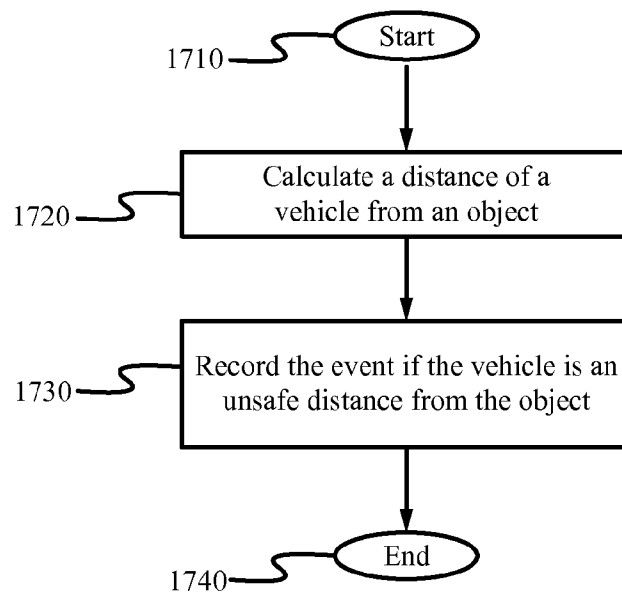 Start
1710
Calculate a distance of a
vehicle from an object
1720
Record the event if the vehicle is an
unsafe distance from the object
1730
End
1740